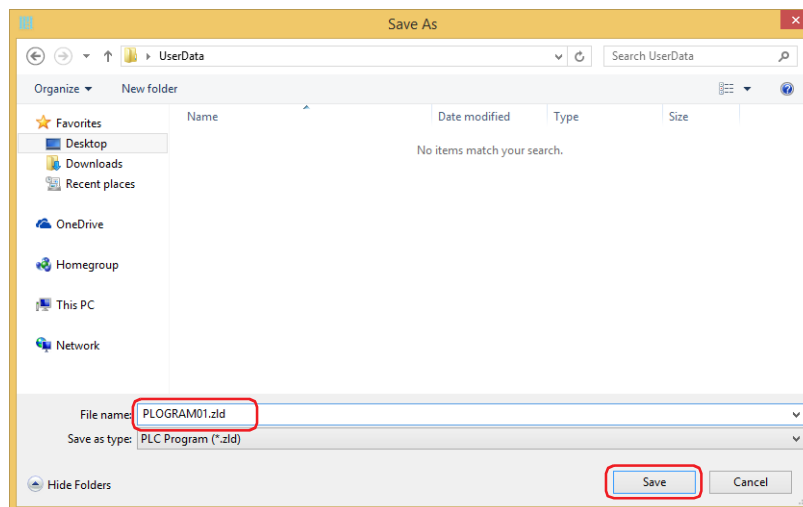 Save As
UserData
Search UserData
Organize New folder
Name Date modified Type Size
Favorites
No items match your search.
Desktop
Downloads
Recent places
OneDrive
Homegroup
This PC
Network
File name: PLOGRAM01.zld
Save as type: PLC Program (*.zld)
Hide Folders Save Cancel